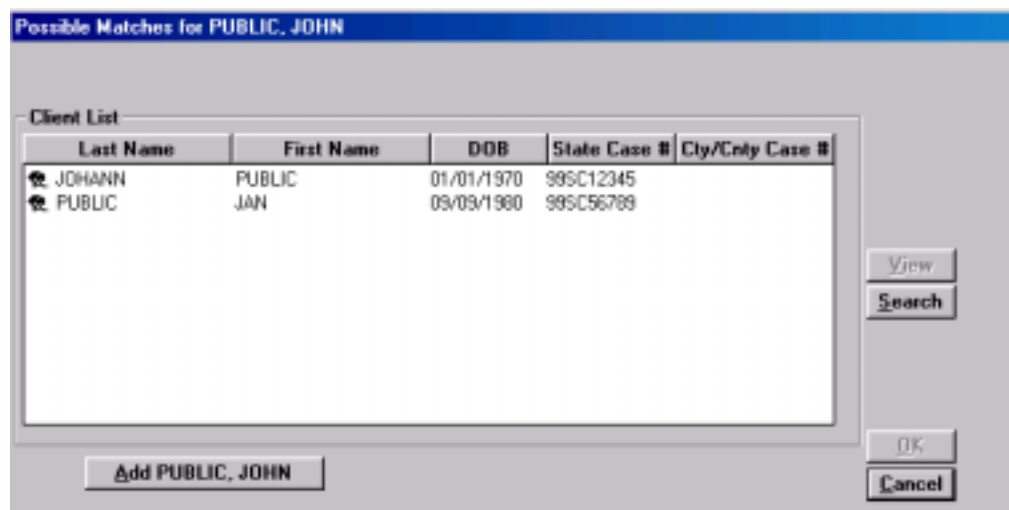 Possible Matches for PUBLIC, JOHN
Client List
Last Name First Name DOB State Case # Cty/Cnty Case #
JOHANN PUBLIC 01/01/1970 99SC12345
PUBLIC JAN 09/09/1980 99SC56789
View
Search
OK
Add PUBLIC, JOHN
Cancel